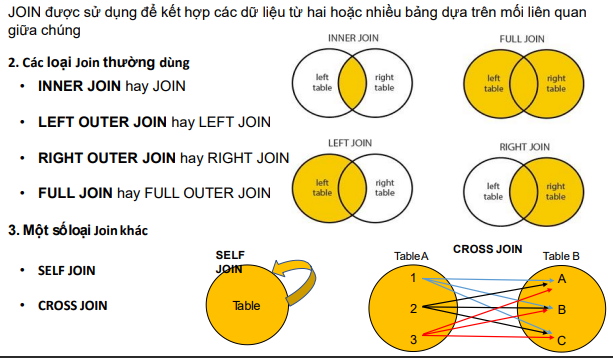 JOIN được sử dụng để kết hợp các dữ liệu từ hai hoặc nhiều bảng dựa trên mối liên quan
giữa chúng
2. Các loại Join thường dùng
• INNER JOIN hay JOIN
• LEFT OUTER JOIN hay LEFT JOIN
• RIGHT OUTER JOIN hay RIGHT JOIN
• FULL JOIN hay FULL OUTER JOIN
INNER JOIN
left table
right table
FULL JOIN
left table
right table
LEFT JOIN
left table
right table
RIGHT JOIN
left table
right table
3. Một số loại Join khác
• SELF JOIN
• CROSS JOIN
SELF
JOIN
Table
CROSS JOIN
Table A
Table B
1
2
3
A
B
C